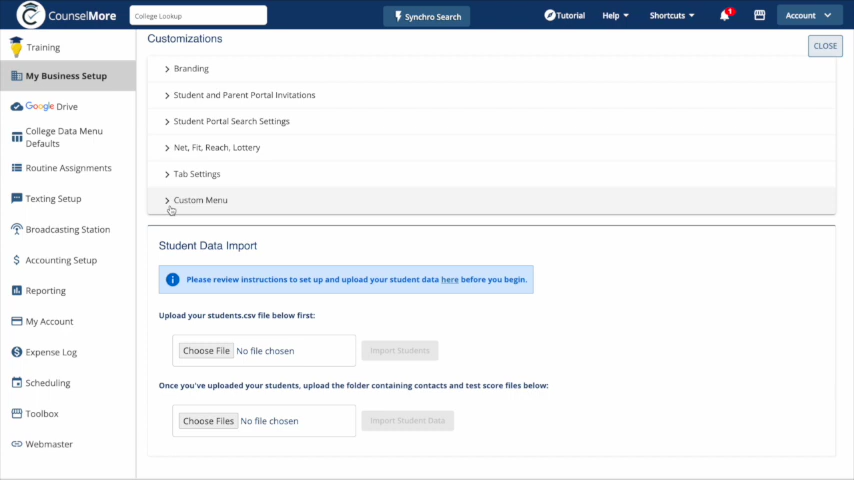 CounselMore
College Lookup
Synchro Search
Tutorial
Help
Shortcuts
1
Account
Training
My Business Setup
Google Drive
College Data Menu
Defaults
Routine Assignments
Texting Setup
Broadcasting Station
Accounting Setup
Reporting
My Account
Expense Log
Scheduling
Toolbox
Webmaster
Customizations
CLOSE
Branding
Student and Parent Portal Invitations
Student Portal Search Settings
Net, Fit, Reach, Lottery
Tab Settings
Custom Menu
Student Data Import
Please review instructions to set up and upload your student data here before you begin.
Upload your students.csv file below first:
Choose File No file chosen
Import Students
Once you've uploaded your students, upload the folder containing contacts and test score files below:
Choose Files No file chosen
Import Student Data